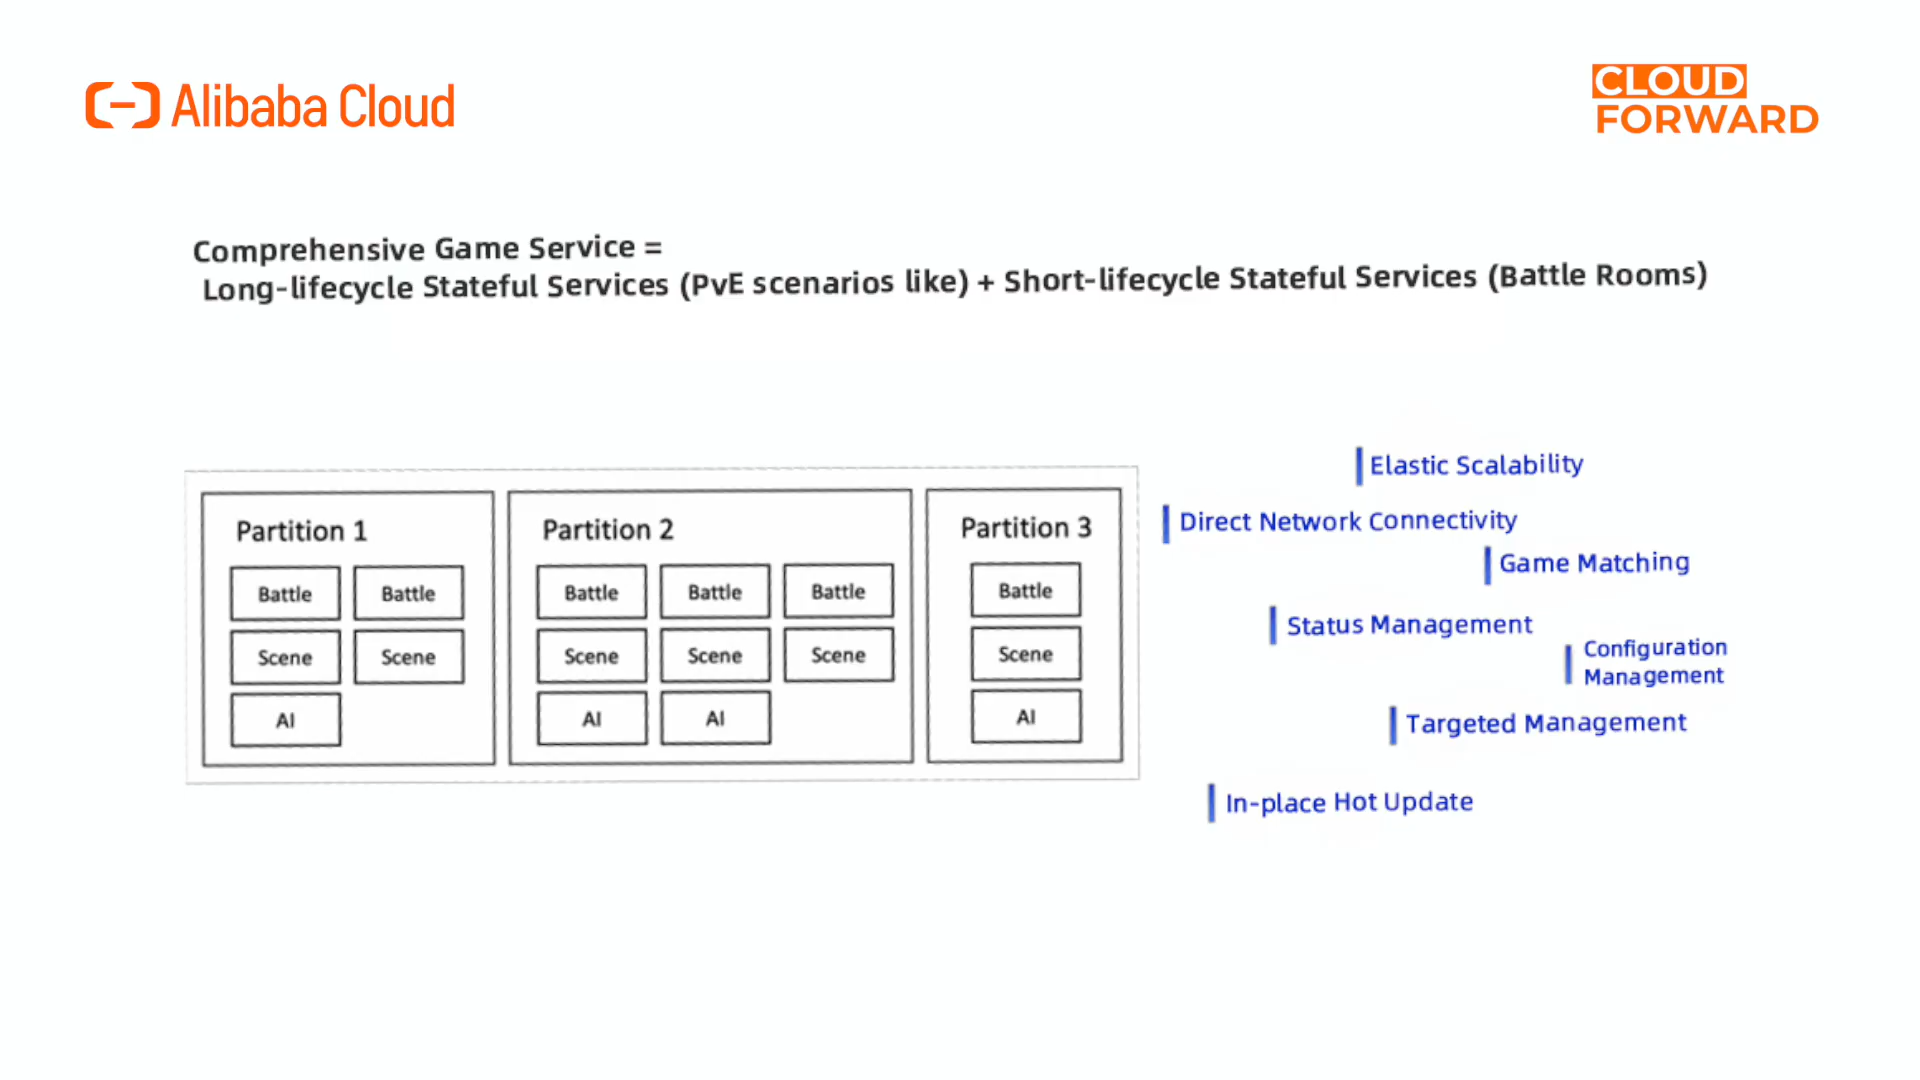 Alibaba Cloud
CLOUD
FORWARD
Comprehensive Game Service =
Long-lifecycle Stateful Services (PvE scenarios like) + Short-lifecycle Stateful Services (Battle Rooms)
Partition 1
Battle Battle
Scene Scene
AI
Partition 2
Battle Battle Battle
Scene Scene Scene
AI AI
Partition 3
Battle
Scene
AI
Elastic Scalability
Direct Network Connectivity
Game Matching
Status Management
Configuration
Management
Targeted Management
In-place Hot Update